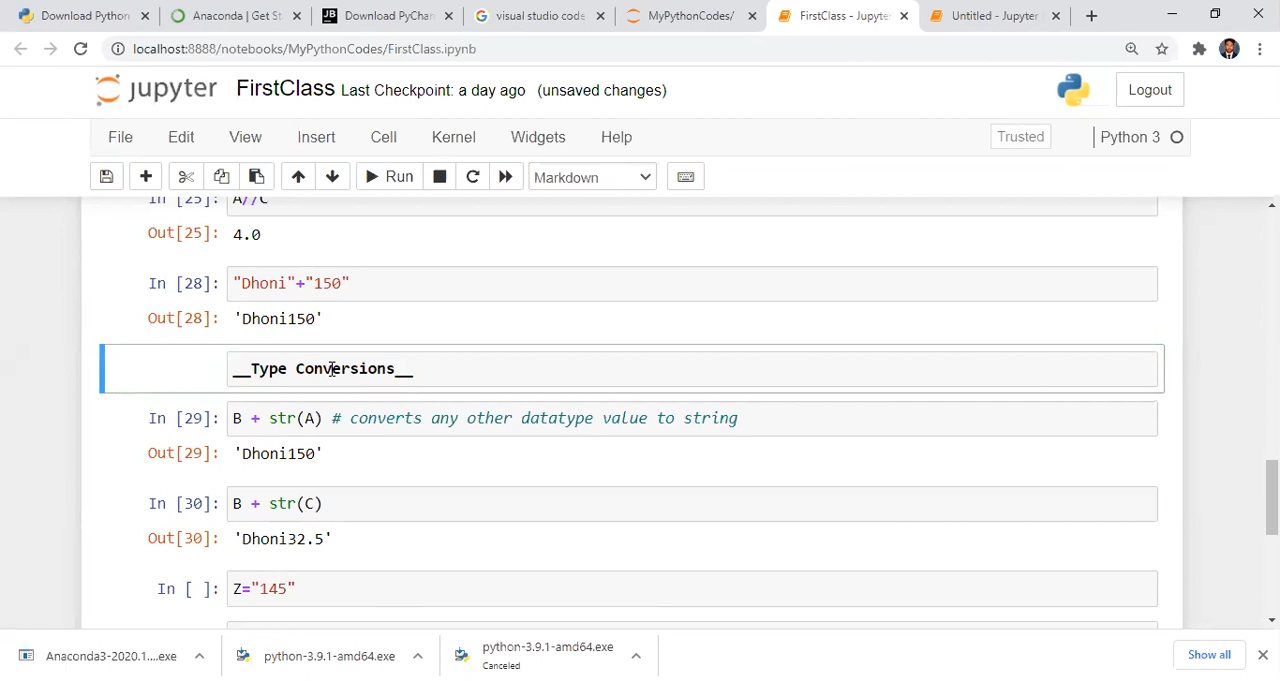 Download Python
Anaconda | Get St
Download PyChar
visual studio code
MyPythonCodes/
FirstClass - Jupyte
Untitled - Jupyter
localhost:8888/notebooks/MyPythonCodes/FirstClass.ipynb
jupyter FirstClass Last Checkpoint: a day ago (unsaved changes)
Logout
File Edit View Insert Cell Kernel Widgets Help
Trusted
Python 3
Run
Markdown
In [25]: A//C
Out[25]: 4.0
In [28]: "Dhoni"+"150"
Out[28]: 'Dhoni150'
__Type Conversions__
In [29]: B + str(A) # converts any other datatype value to string
Out[29]: 'Dhoni150'
In [30]: B + str(C)
Out[30]: 'Dhoni32.5'
In [ ]: Z="145"
Anaconda3-2020.1....exe
python-3.9.1-amd64.exe
python-3.9.1-amd64.exe
Canceled
Show all